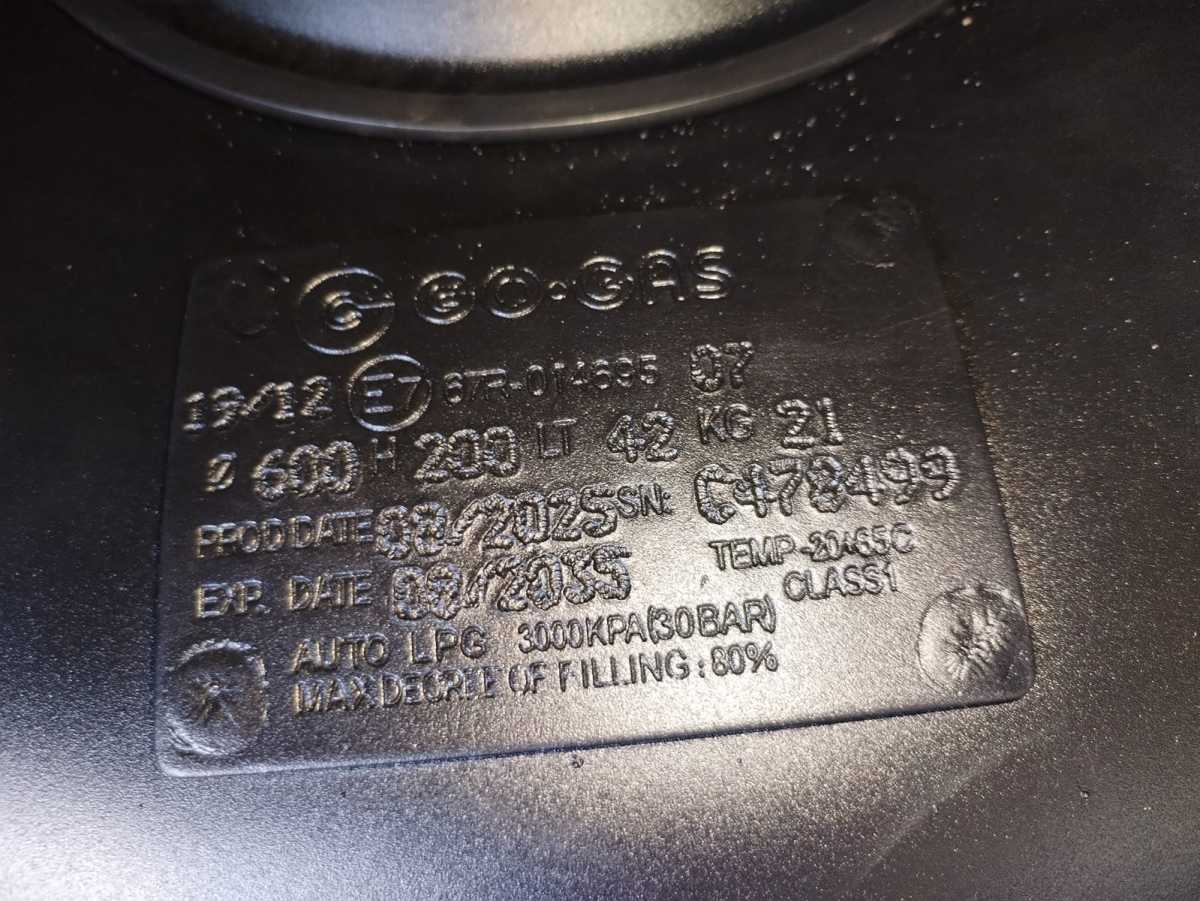 GO·GAS
19/12 E7 67R-014695 07
Ø 600 H 200 LT 42 KG 21
PROD DATE 08/2025 SN: C478499
EXP. DATE 08/2035 TEMP-20+65C
CLASS1
AUTO LPG 3000KPA(30BAR)
MAX.DEGREE OF FILLING : 80%